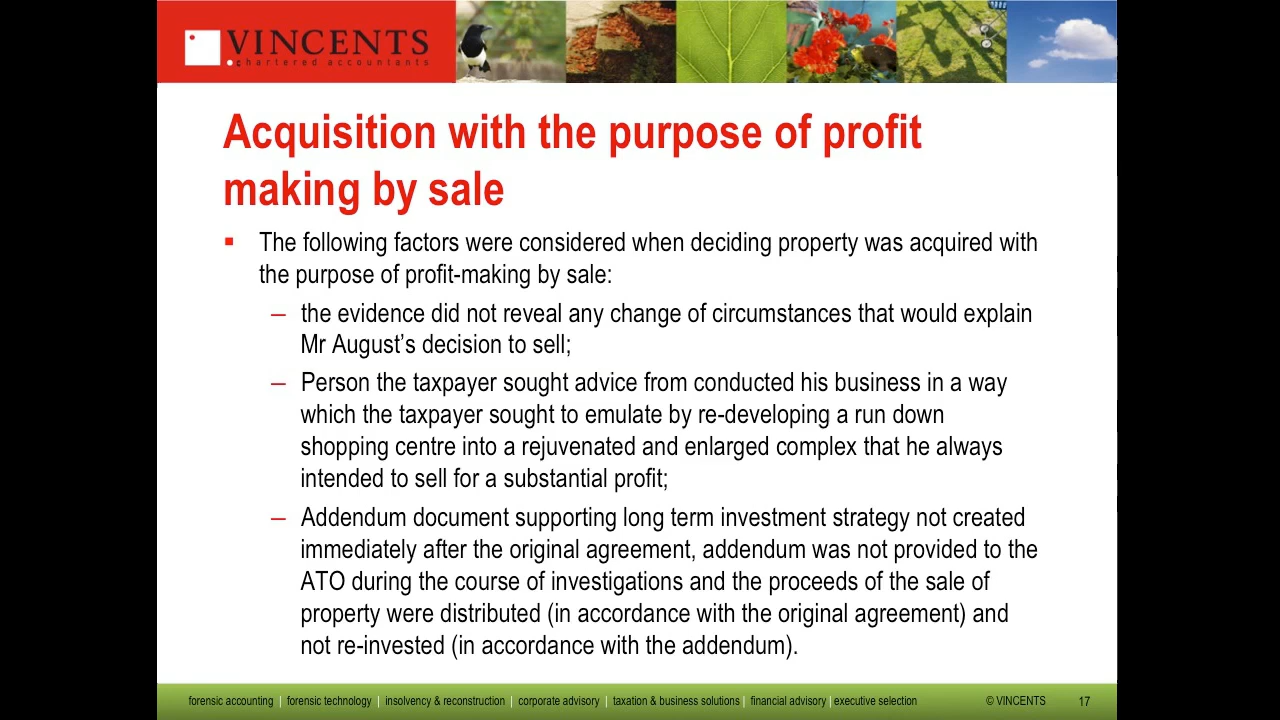 VINCENTS
chartered accountants
Acquisition with the purpose of profit
making by sale
▪ The following factors were considered when deciding property was acquired with
the purpose of profit-making by sale:
– the evidence did not reveal any change of circumstances that would explain
Mr August’s decision to sell;
– Person the taxpayer sought advice from conducted his business in a way
which the taxpayer sought to emulate by re-developing a run down
shopping centre into a rejuvenated and enlarged complex that he always
intended to sell for a substantial profit;
– Addendum document supporting long term investment strategy not created
immediately after the original agreement, addendum was not provided to the
ATO during the course of investigations and the proceeds of the sale of
property were distributed (in accordance with the original agreement) and
not re-invested (in accordance with the addendum).
forensic accounting | forensic technology | insolvency & reconstruction | corporate advisory | taxation & business solutions | financial advisory | executive selection © VINCENTS 17